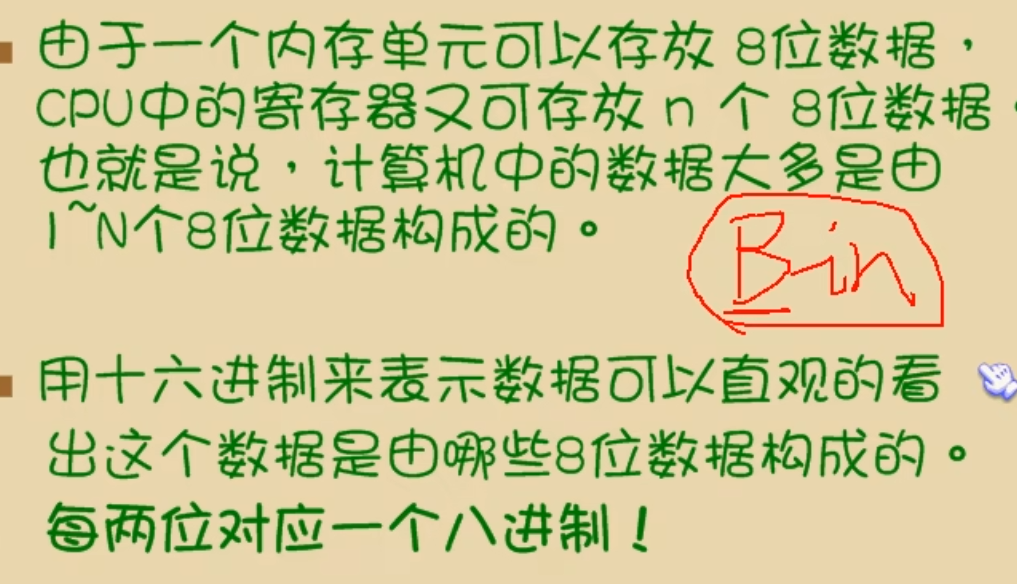 由于一个内存单元可以存放 8位数据，
CPU中的寄存器又可存放 n 个 8位数据。
也就是说，计算机中的数据大多是由
1~N个8位数据构成的。
Bin
用十六进制来表示数据可以直观的看
出这个数据是由哪些8位数据构成的。
每两位对应一个八进制！